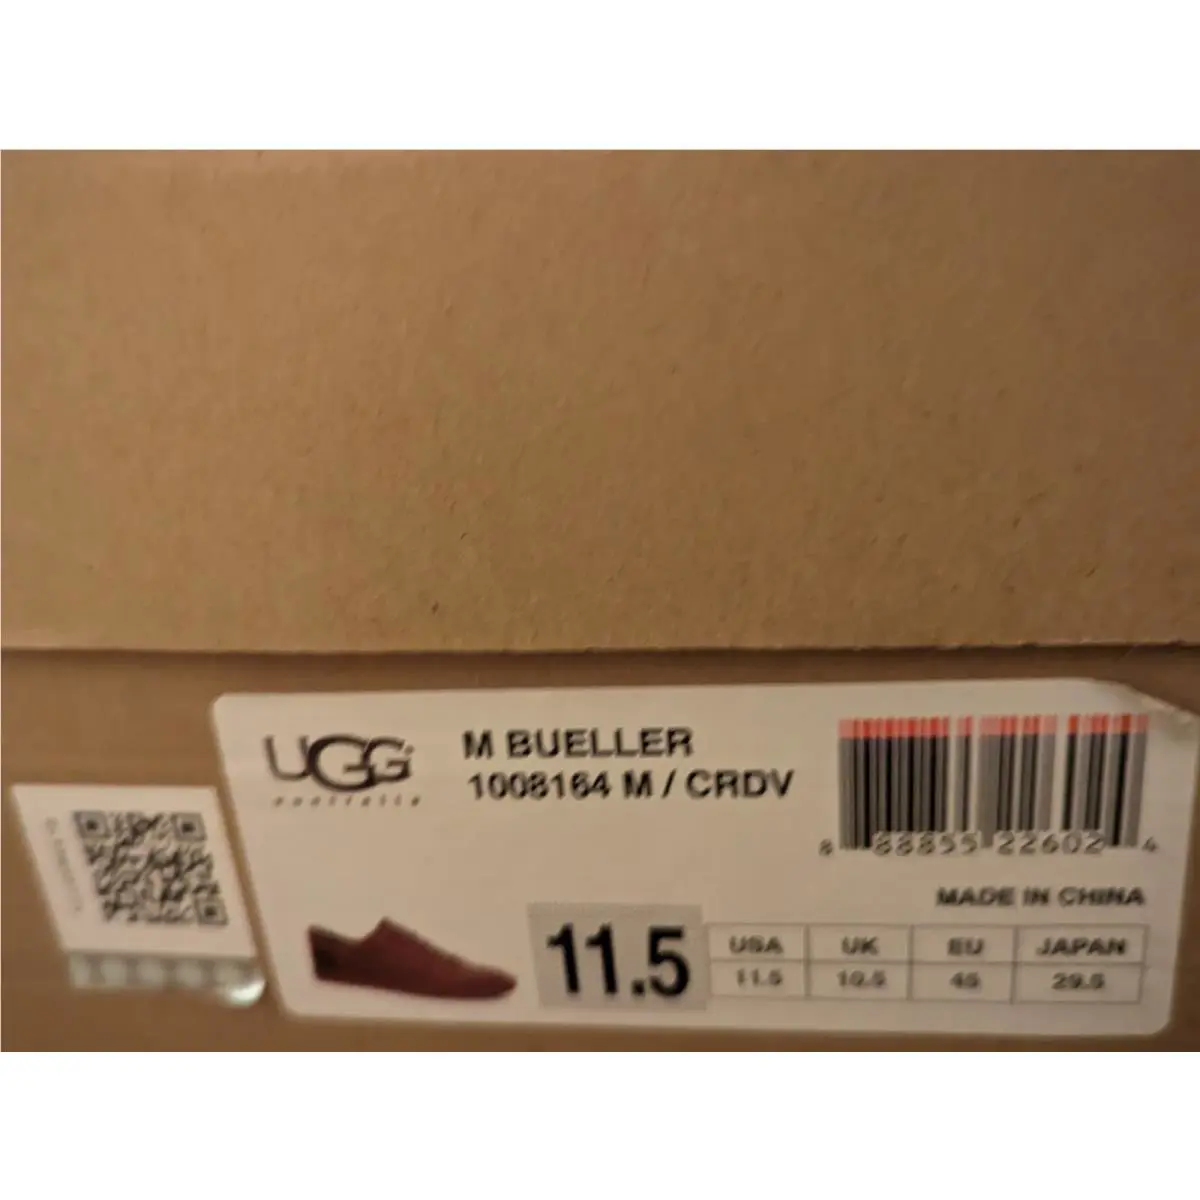 UGG
australia
M BUELLER
1008164 M / CRDV
8 88855 22602 4
MADE IN CHINA
11.5
USA UK EU JAPAN
11.5 10.5 45 29.5